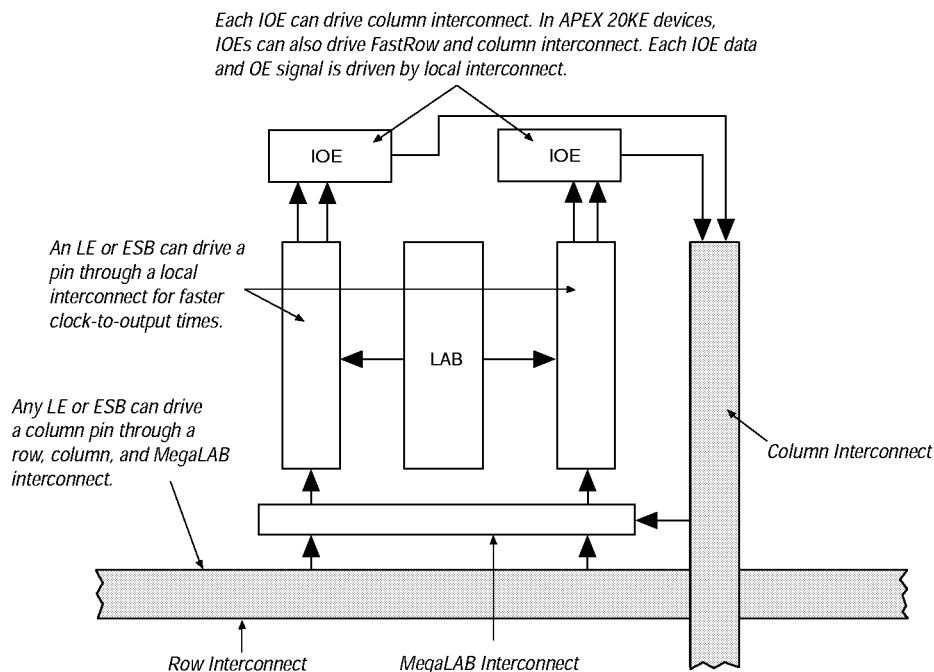 Each IOE can drive column interconnect. In APEX 20KE devices,
IOEs can also drive FastRow and column interconnect. Each IOE data
and OE signal is driven by local interconnect.
IOE
IOE
An LE or ESB can drive a
pin through a local
interconnect for faster
clock-to-output times.
LAB
Any LE or ESB can drive
a column pin through a
row, column, and MegaLAB
interconnect.
Column Interconnect
Row Interconnect
MegaLAB Interconnect